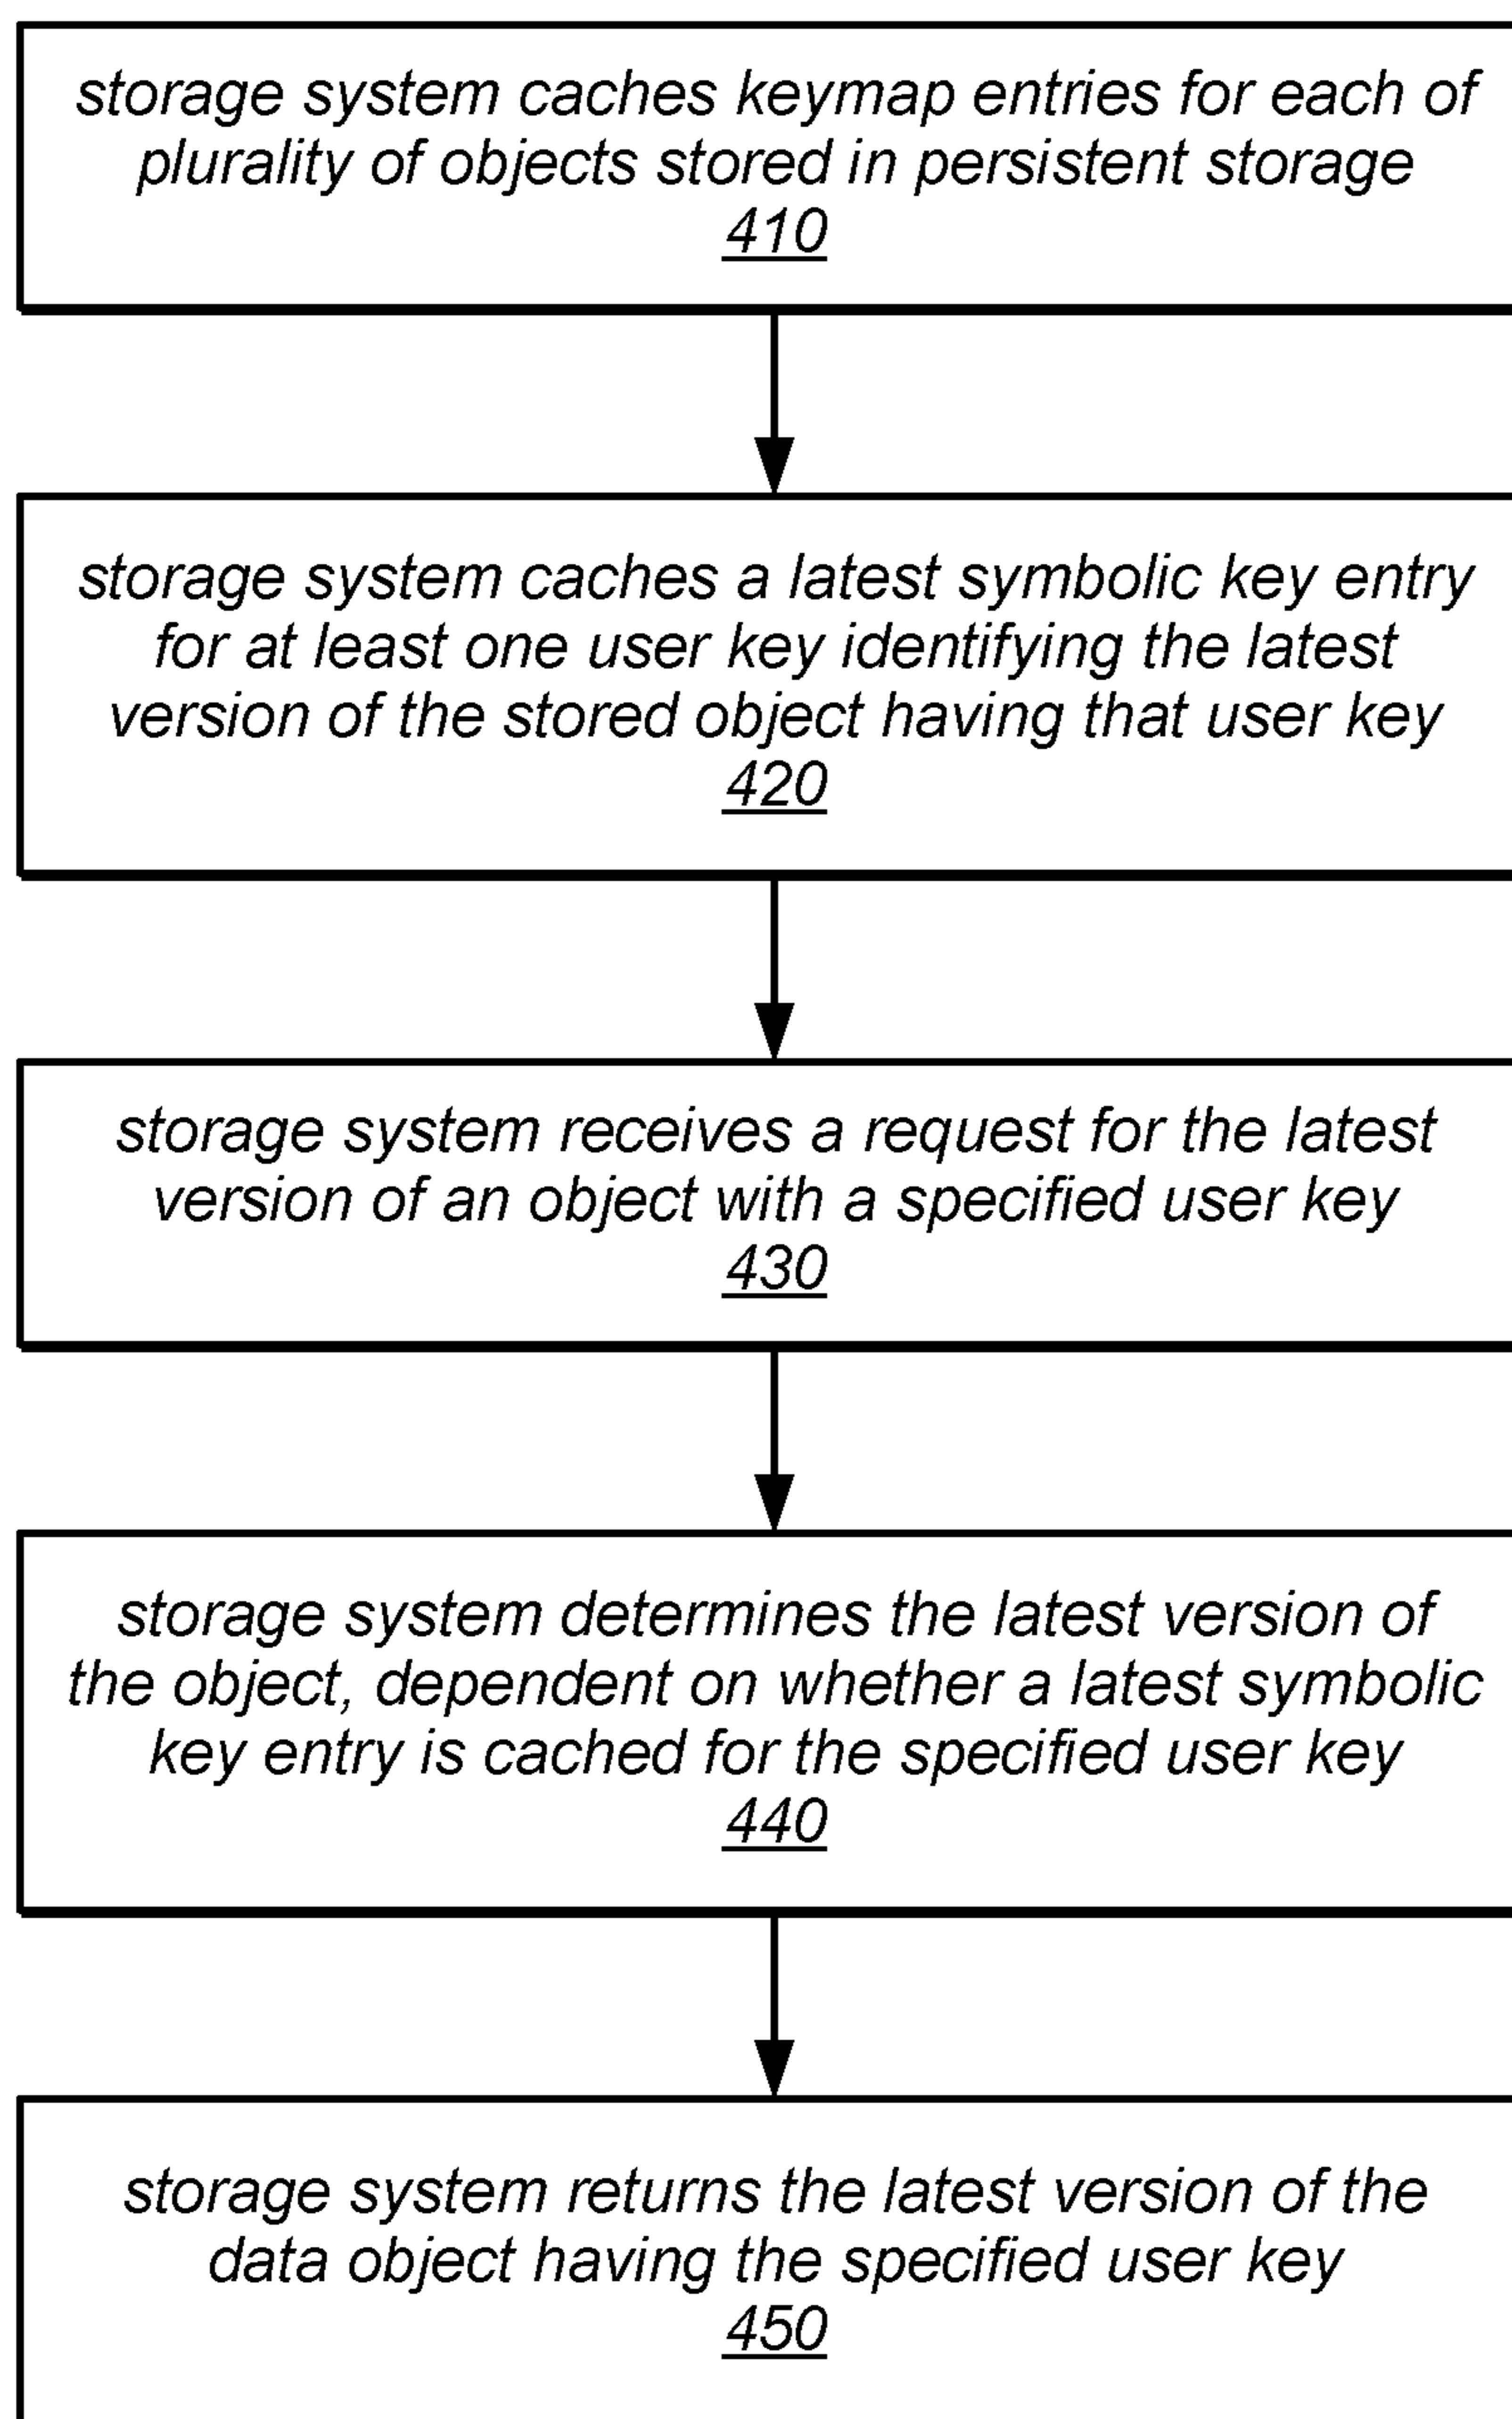 storage system caches keymap entries for each of
plurality of objects stored in persistent storage
410
storage system caches a latest symbolic key entry
for at least one user key identifying the latest
version of the stored object having that user key
420
storage system receives a request for the latest
version of an object with a specified user key
430
storage system determines the latest version of
the object, dependent on whether a latest symbolic
key entry is cached for the specified user key
440
storage system returns the latest version of the
data object having the specified user key
450